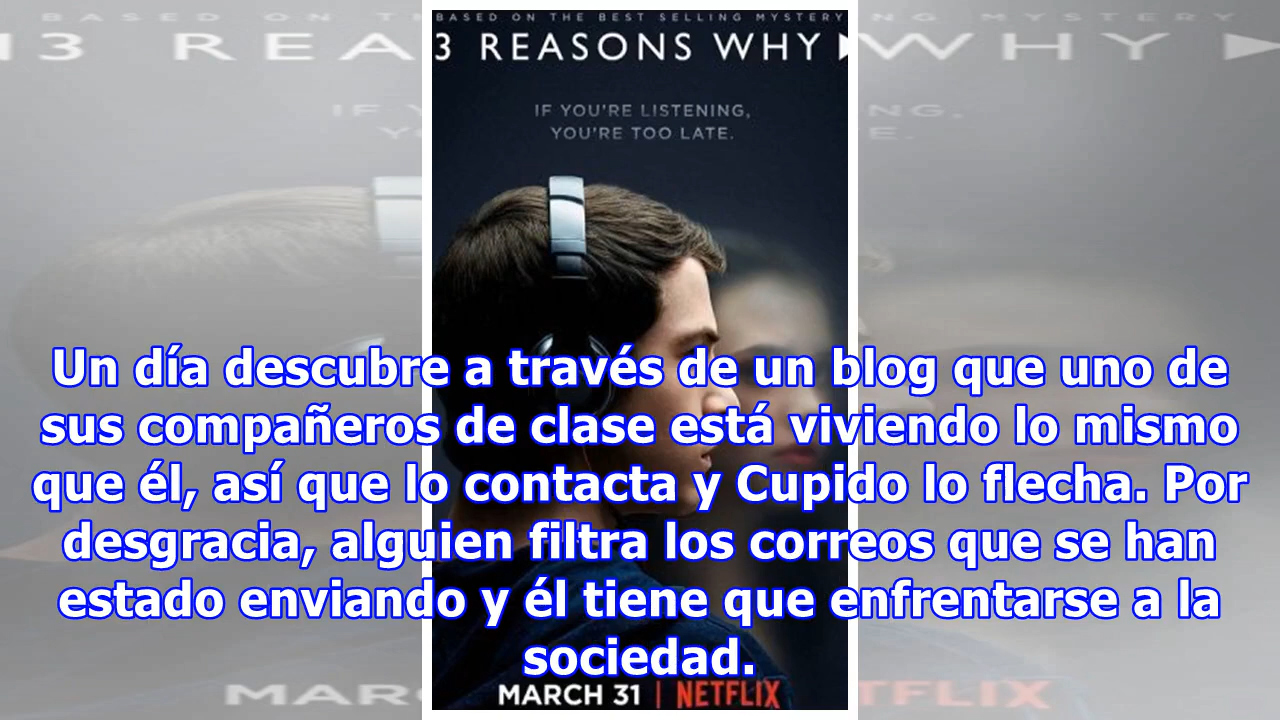 BASED ON THE BEST SELLING MYSTERY
3 REASONS WHY
IF YOU'RE LISTENING,
YOU'RE TOO LATE.
Un día descubre a través de un blog que uno de
sus compañeros de clase está viviendo lo mismo
que él, así que lo contacta y Cupido lo flecha. Por
desgracia, alguien filtra los correos que se han
estado enviando y él tiene que enfrentarse a la
sociedad.
MARCH 31 | NETFLIX